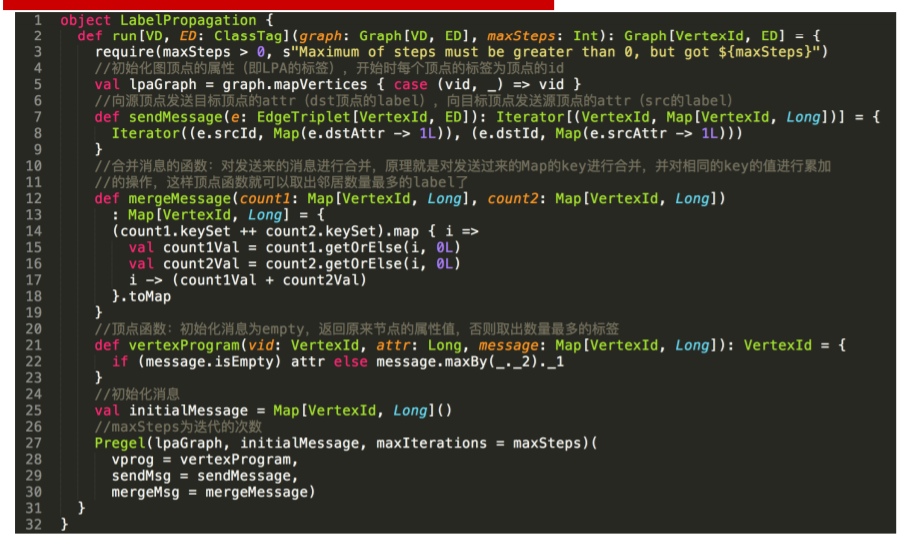 1 object LabelPropagation {
2 def run[VD, ED: ClassTag](graph: Graph[VD, ED], maxSteps: Int): Graph[VertexId, ED] = {
3 require(maxSteps > 0, s"Maximum of steps must be greater than 0, but got ${maxSteps}")
4 //初始化图顶点的属性（即LPA的标签），开始时每个顶点的标签为顶点的id
5 val lpaGraph = graph.mapVertices { case (vid, _) => vid }
6 //向源顶点发送目标顶点的attr（dst顶点的label），向目标顶点发送源顶点的attr（src的label）
7 def sendMessage(e: EdgeTriplet[VertexId, ED]): Iterator[(VertexId, Map[VertexId, Long])] = {
8 Iterator((e.srcId, Map(e.dstAttr -> 1L)), (e.dstId, Map(e.srcAttr -> 1L)))
9 }
10 //合并消息的函数：对发送来的消息进行合并，原理就是对发送过来的Map的key进行合并，并对相同的key的值进行累加
11 //的操作，这样顶点函数就可以取出邻居数量最多的label了
12 def mergeMessage(count1: Map[VertexId, Long], count2: Map[VertexId, Long])
13 : Map[VertexId, Long] = {
14 (count1.keySet ++ count2.keySet).map { i =>
15 val count1Val = count1.getOrElse(i, 0L)
16 val count2Val = count2.getOrElse(i, 0L)
17 i -> (count1Val + count2Val)
18 }.toMap
19 }
20 //顶点函数：初始化消息为empty，返回原来节点的属性值，否则取出数量最多的标签
21 def vertexProgram(vid: VertexId, attr: Long, message: Map[VertexId, Long]): VertexId = {
22 if (message.isEmpty) attr else message.maxBy(_._2)._1
23 }
24 //初始化消息
25 val initialMessage = Map[VertexId, Long]()
26 //maxSteps为迭代的次数
27 Pregel(lpaGraph, initialMessage, maxIterations = maxSteps)(
28 vprog = vertexProgram,
29 sendMsg = sendMessage,
30 mergeMsg = mergeMessage)
31 }
32 }